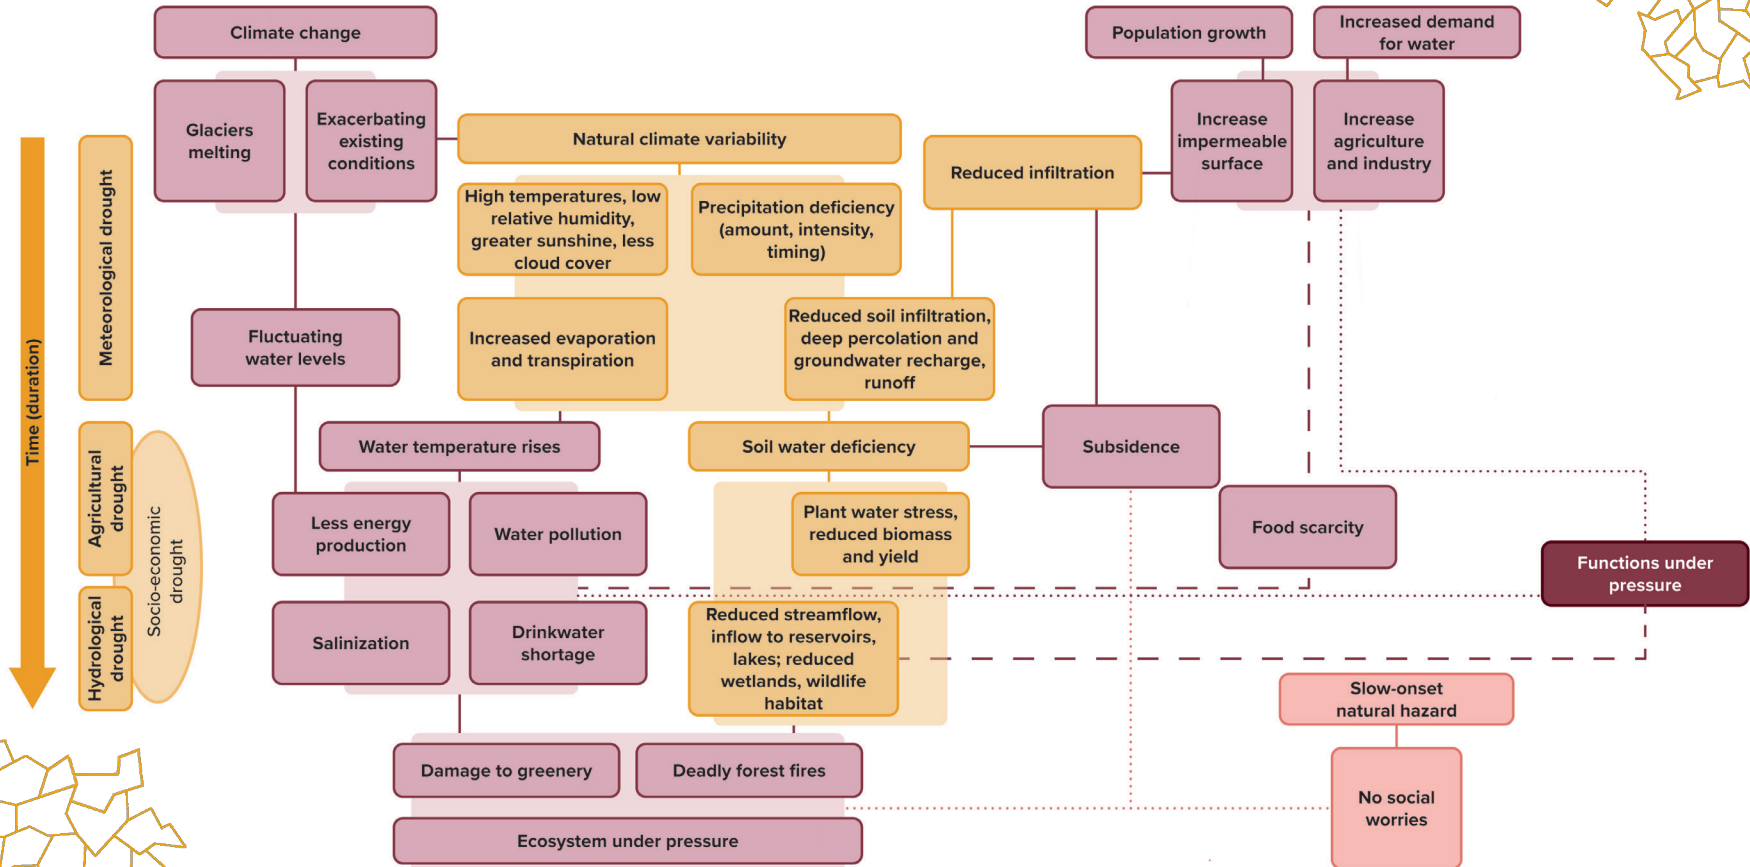 Climate change
Population growth
Increased demand
for water
Glaciers
melting
Exacerbating
existing
conditions
Natural climate variability
Reduced infiltration
Increase
impermeable
surface
Increase
agriculture
and industry
High temperatures, low
relative humidity,
greater sunshine, less
cloud cover
Precipitation deficiency
(amount, intensity,
timing)
Time (duration)
Meteorological drought
Fluctuating
water levels
Increased evaporation
and transpiration
Reduced soil infiltration,
deep percolation and
groundwater recharge,
runoff
Water temperature rises
Soil water deficiency
Subsidence
Agricultural
drought
Socio-economic
drought
Less energy
production
Water pollution
Plant water stress,
reduced biomass
and yield
Food scarcity
Functions under
pressure
Hydrological
drought
Salinization
Drinkwater
shortage
Reduced streamflow,
inflow to reservoirs,
lakes; reduced
wetlands, wildlife
habitat
Slow-onset
natural hazard
Damage to greenery
Deadly forest fires
No social
worries
Ecosystem under pressure